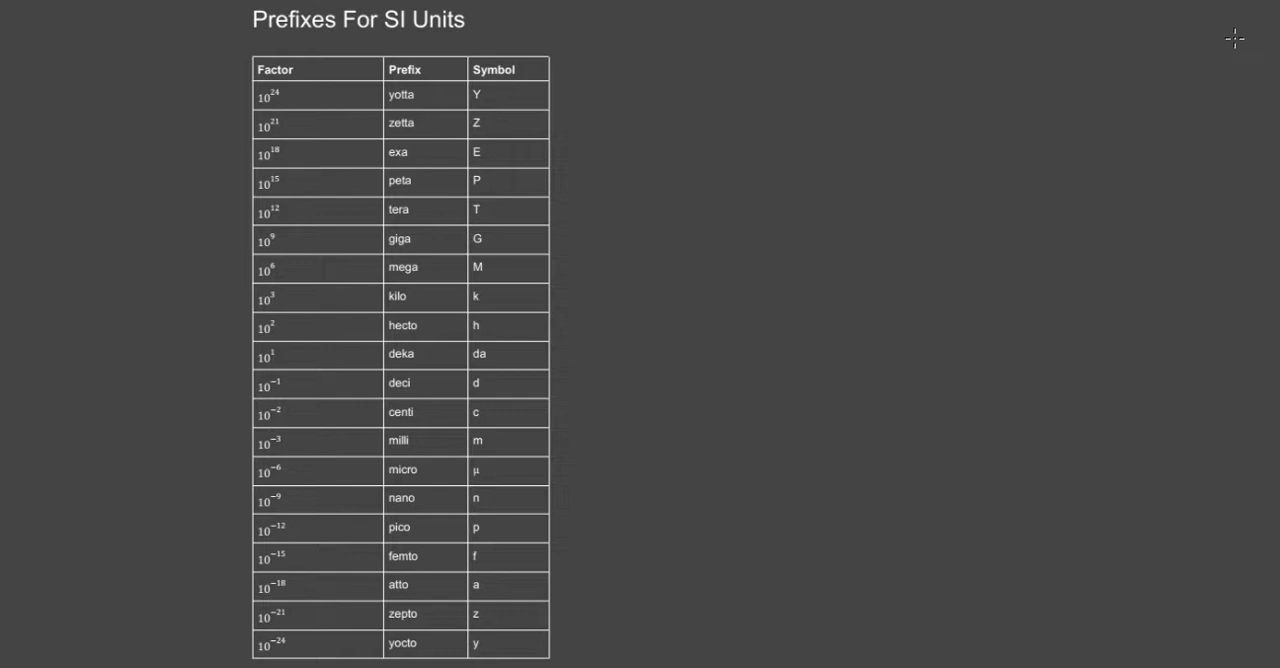 Prefixes For SI Units
Factor Prefix Symbol
10²⁴ yotta Y
10²¹ zetta Z
10¹⁸ exa E
10¹⁵ peta P
10¹² tera T
10⁹ giga G
10⁶ mega M
10³ kilo k
10² hecto h
10¹ deka da
10⁻¹ deci d
10⁻² centi c
10⁻³ milli m
10⁻⁶ micro μ
10⁻⁹ nano n
10⁻¹² pico p
10⁻¹⁵ femto f
10⁻¹⁸ atto a
10⁻²¹ zepto z
10⁻²⁴ yocto y